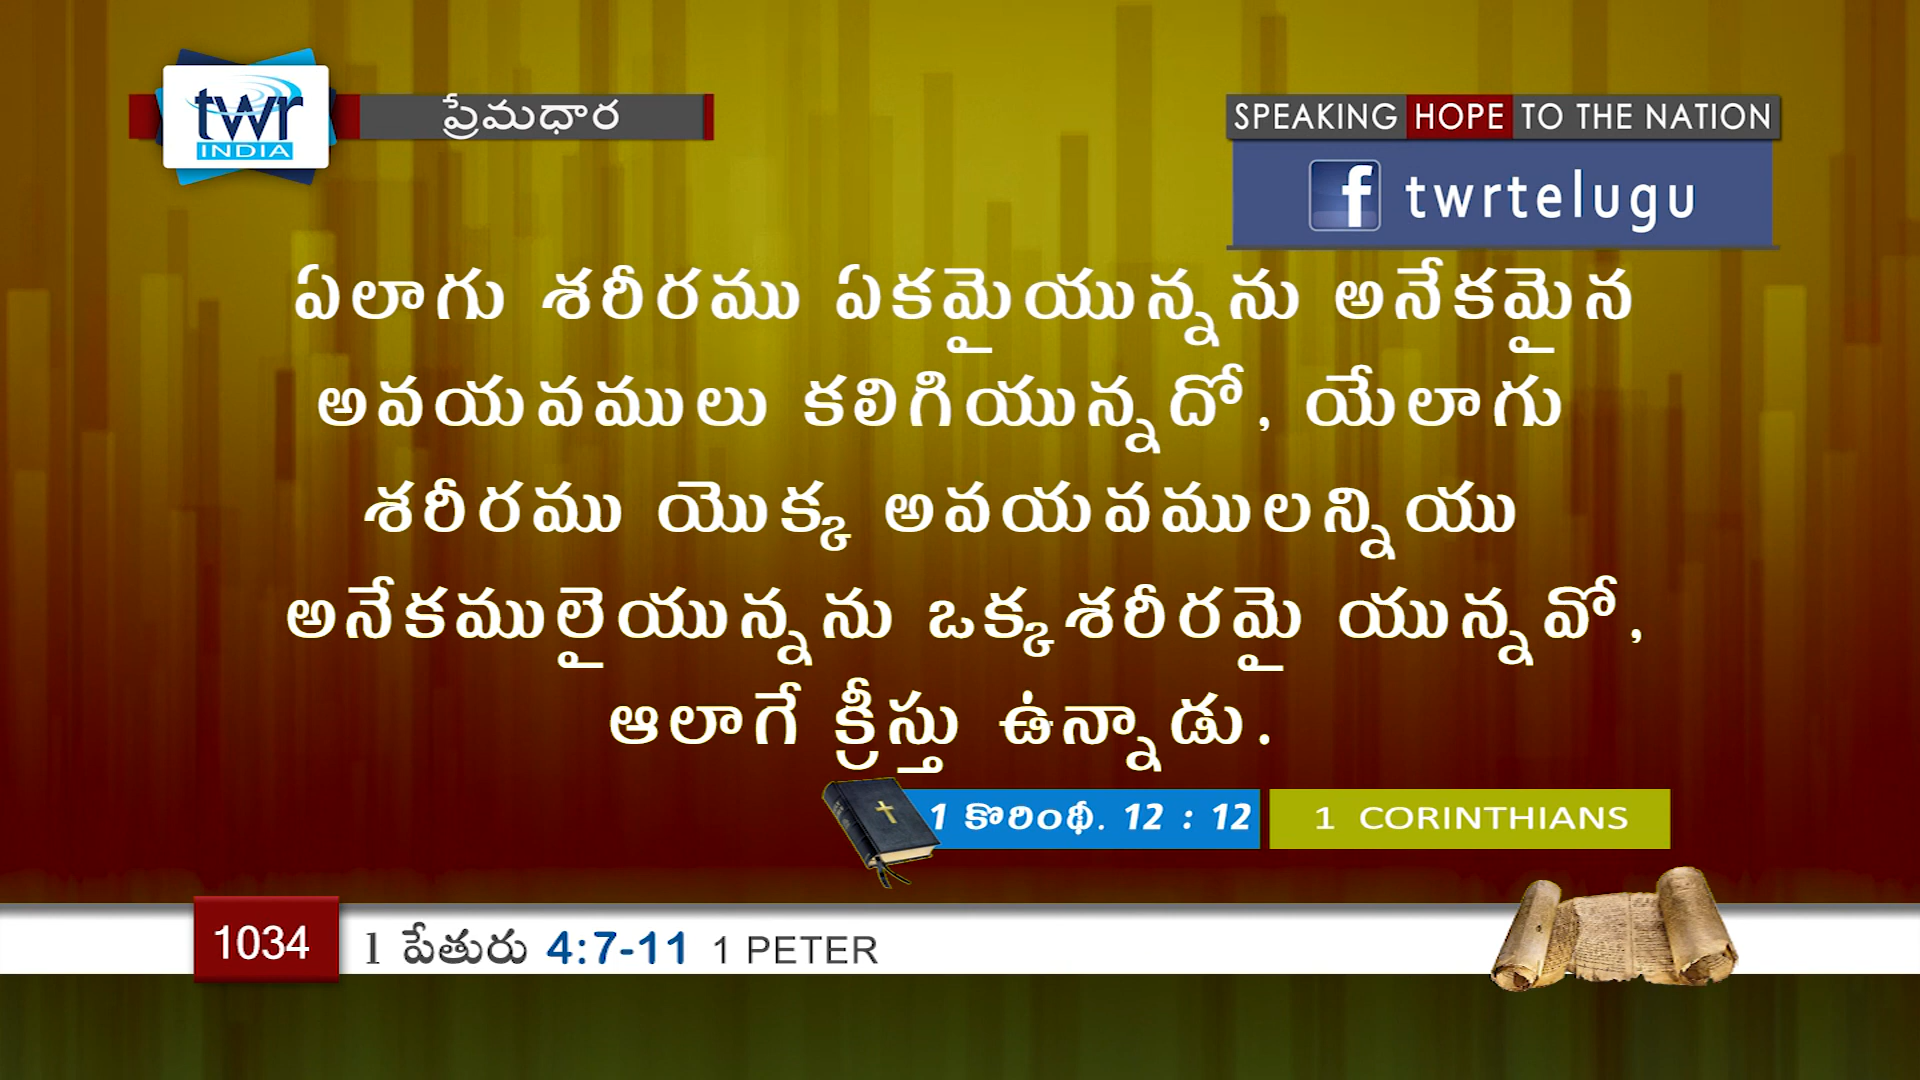 twr
INDIA
ప్రేమధార
SPEAKING HOPE TO THE NATION
f twrtelugu
ఏలాగు శరీరము ఏకమైయున్నను అనేకమైన
అవయవములు కలిగియున్నదో, యేలాగు
శరీరము యొక్క అవయవములన్నియు
అనేకములైయున్నను ఒక్కశరీరమై యున్నవో,
ఆలాగే క్రీస్తు ఉన్నాడు.
1 కొరింథీ. 12 : 12 1 CORINTHIANS
1034 1 పేతురు 4:7-11 1 PETER